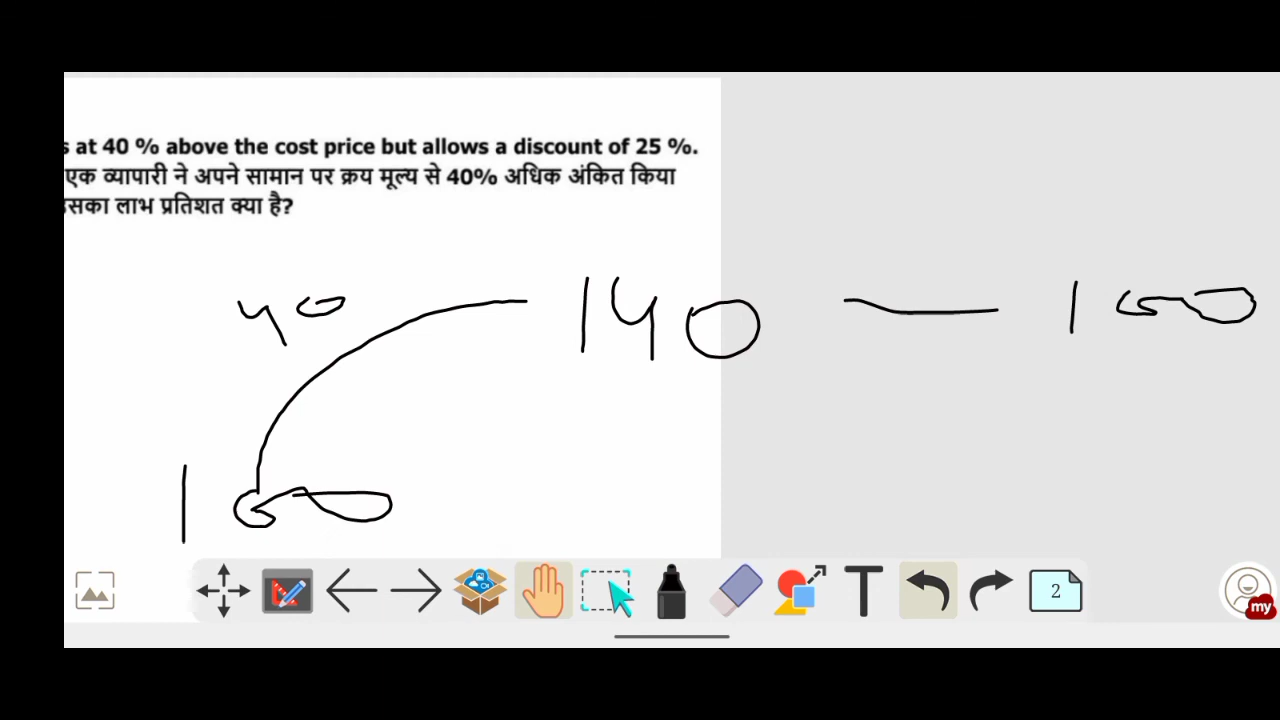 s at 40 % above the cost price but allows a discount of 25 %.
एक व्यापारी ने अपने सामान पर क्रय मूल्य से 40% अधिक अंकित किया
सका लाभ प्रतिशत क्या है?
40 140 100
100
T 2
my